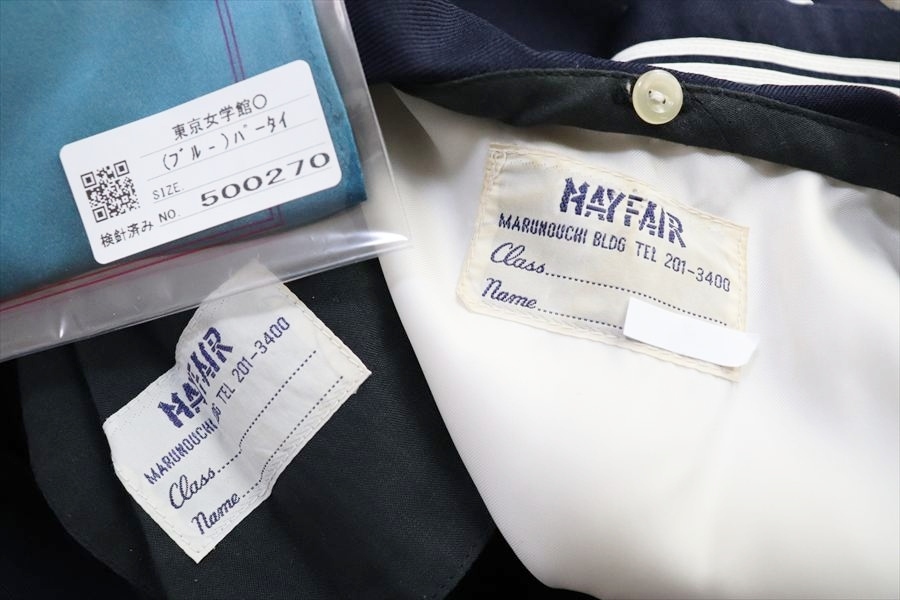 東京女学館○
(ﾌﾞﾙｰ)ﾊﾞｰﾀｲ
SIZE.
検針済み NO. 500270
MAYFAIR
MARUNOUCHI BLDG TEL 201-3400
Class
Name
MAYFAIR
MARUNOUCHI BLDG TEL 201-3400
Class
Name